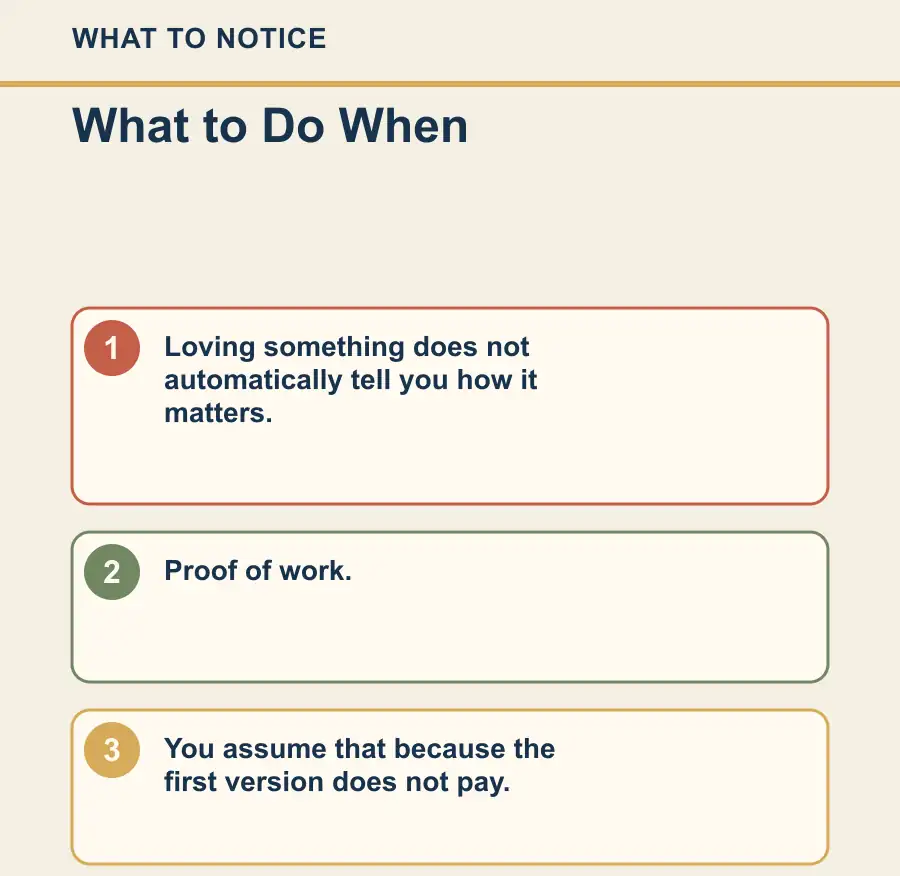 WHAT TO NOTICE
What to Do When
1
Loving something does not
automatically tell you how it
matters.
2
Proof of work.
3
You assume that because the
first version does not pay.